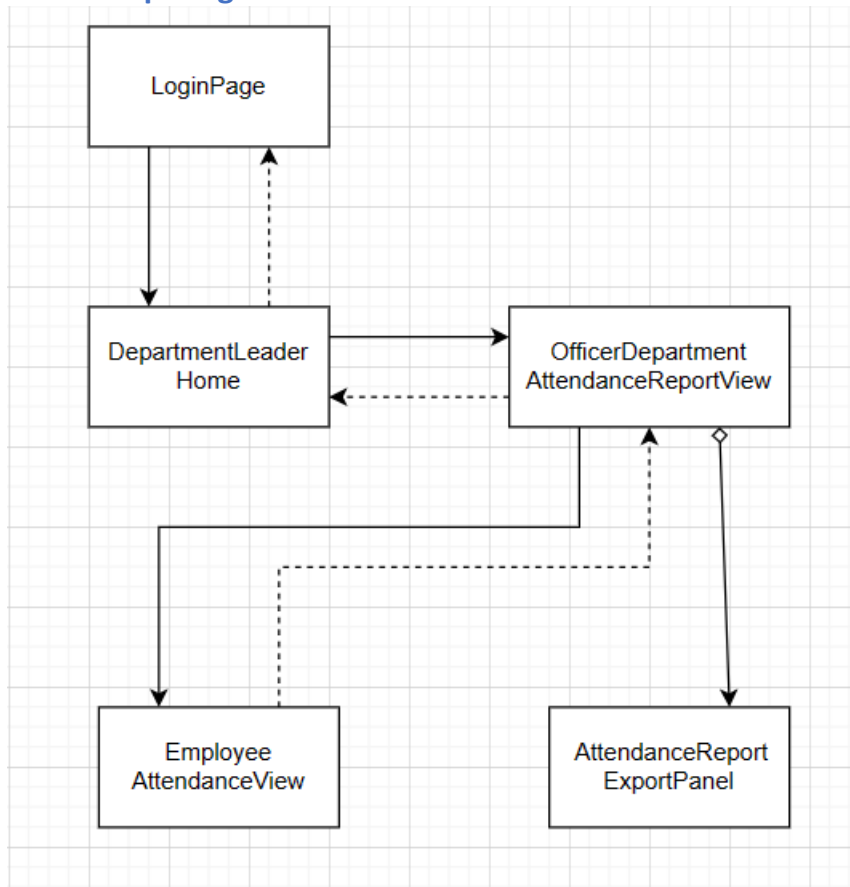 LoginPage
DepartmentLeader
Home
OfficerDepartment
AttendanceReportView
Employee
AttendanceView
AttendanceReport
ExportPanel